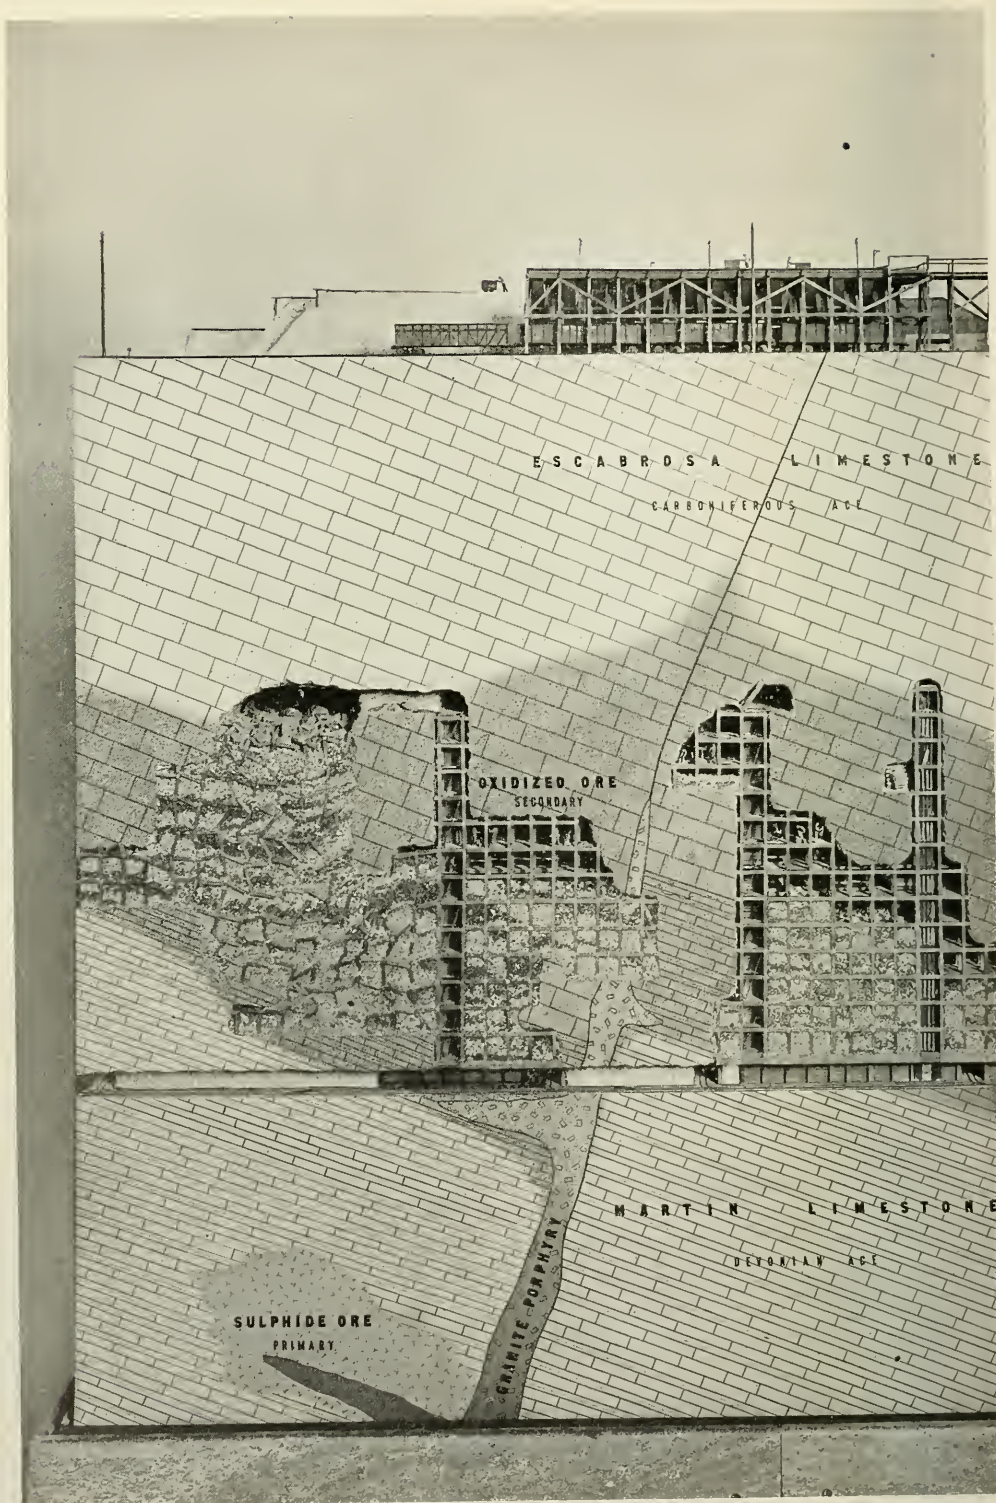 ESCABROSA LIMESTONE
CARBONIFEROUS AGE
OXIDIZED ORE
SECONDARY
MARTIN LIMESTONE
DEVONIAN AGE
GRANITE PORPHYRY
SULPHIDE ORE
PRIMARY